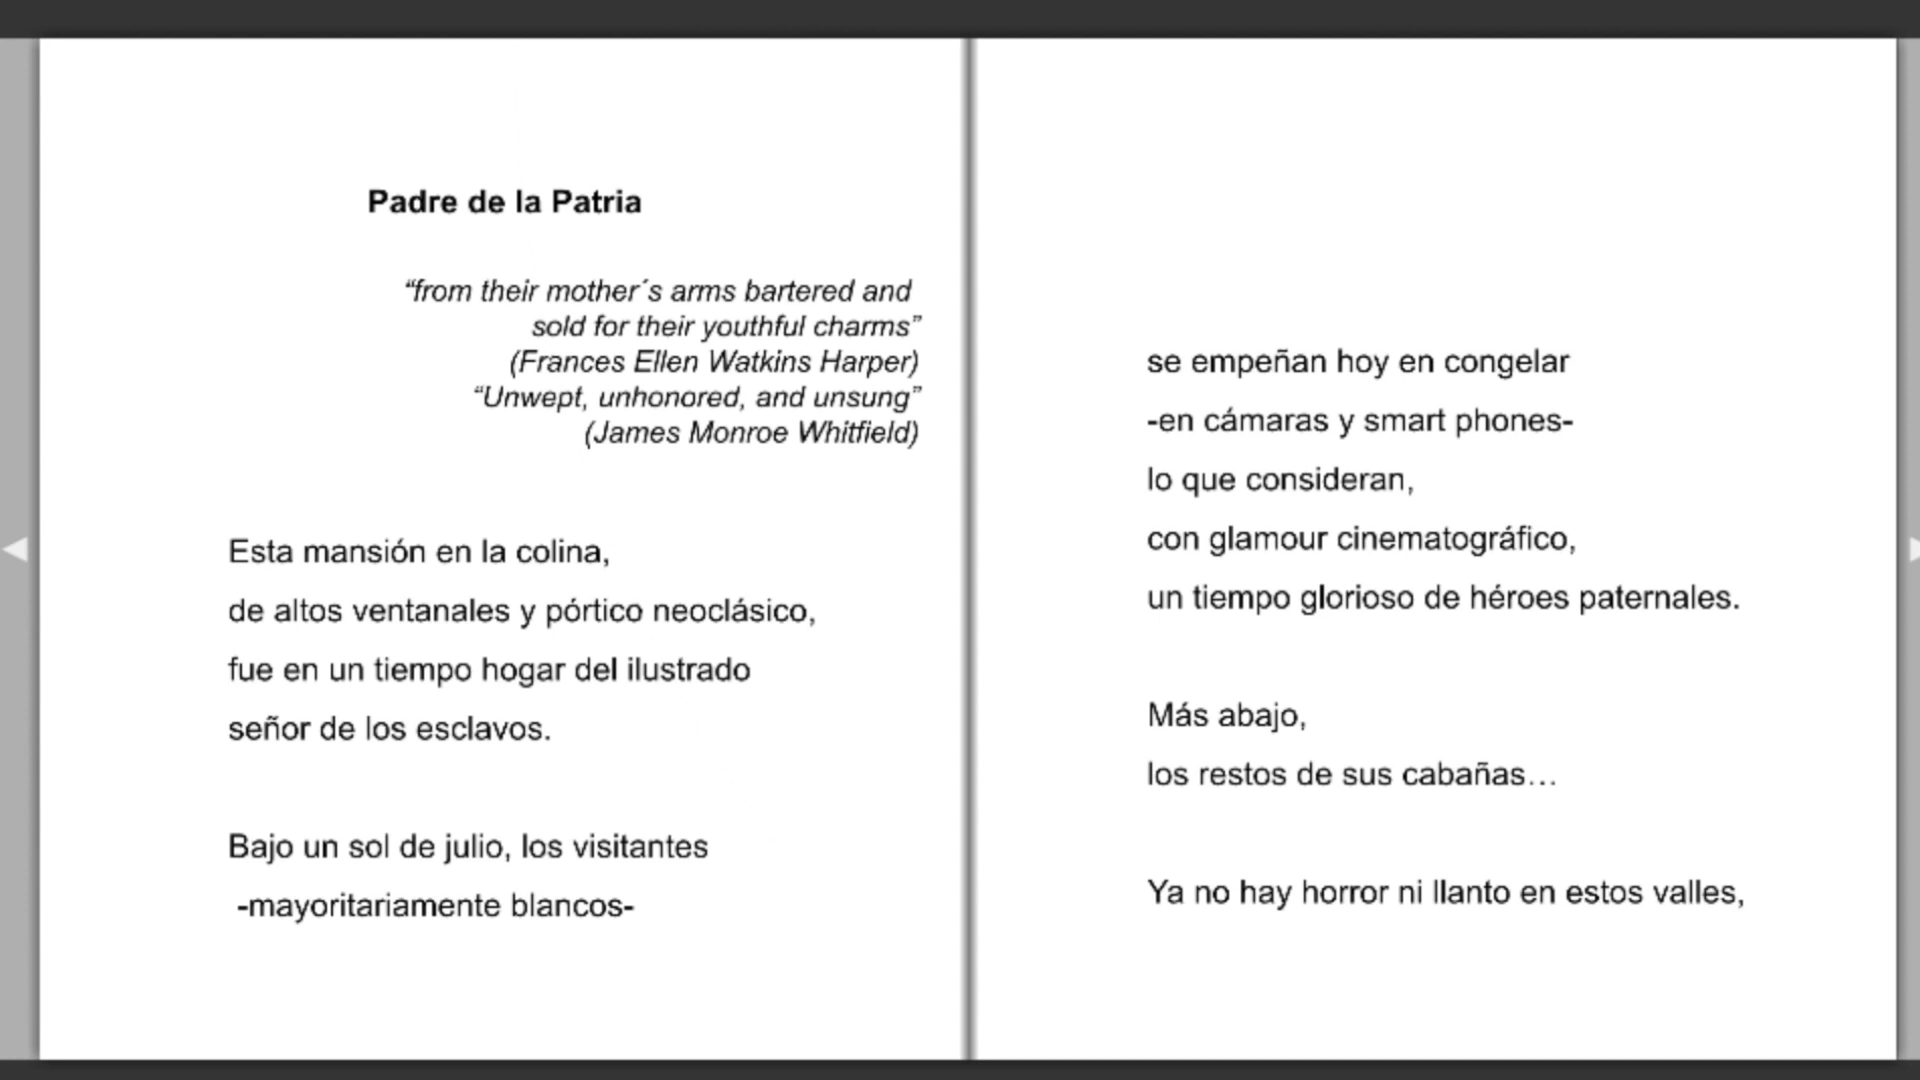 Padre de la Patria
“from their mother´s arms bartered and
sold for their youthful charms”
(Frances Ellen Watkins Harper)
“Unwept, unhonored, and unsung”
(James Monroe Whitfield)
Esta mansión en la colina,
de altos ventanales y pórtico neoclásico,
fue en un tiempo hogar del ilustrado
señor de los esclavos.
Bajo un sol de julio, los visitantes
-mayoritariamente blancos-
se empeñan hoy en congelar
-en cámaras y smart phones-
lo que consideran,
con glamour cinematográfico,
un tiempo glorioso de héroes paternales.
Más abajo,
los restos de sus cabañas…
Ya no hay horror ni llanto en estos valles,